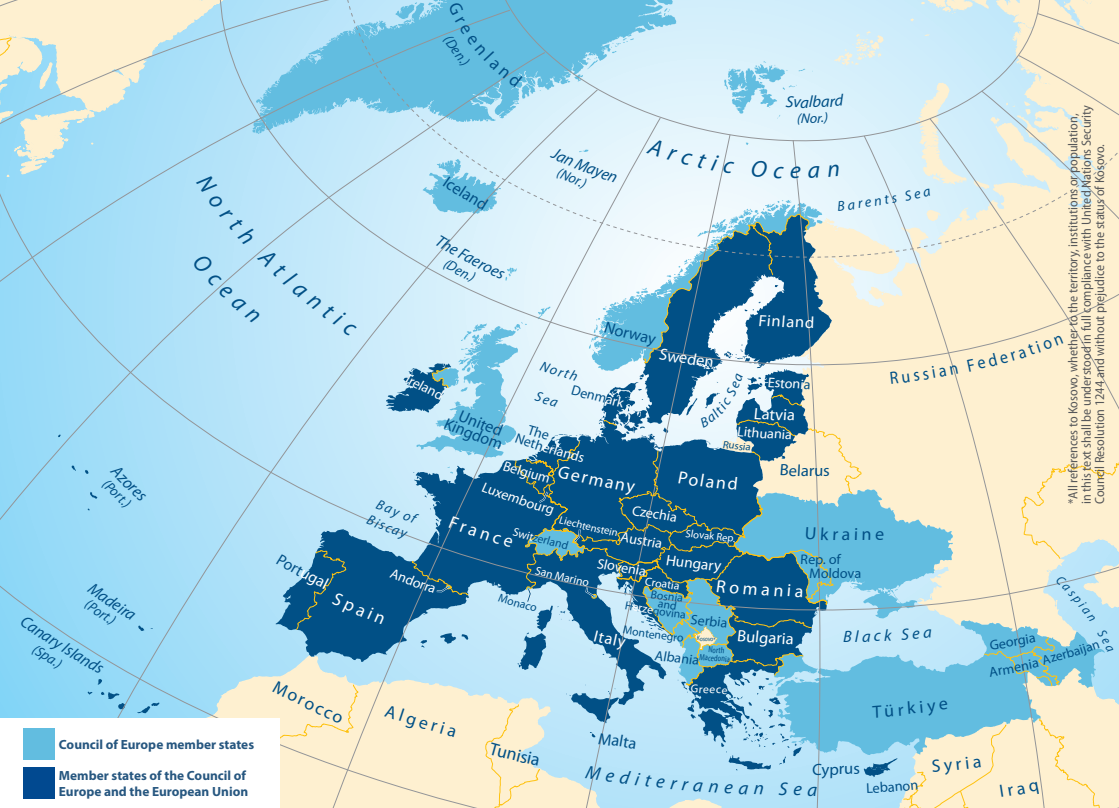 Greenland
(Den.)
Svalbard
(Nor.)
Jan Mayen
(Nor.)
Arctic Ocean
Barents Sea
Iceland
North Atlantic
Ocean
The Faeroes
(Den.)
Norway
Sweden
Finland
Russian Federation
North
Sea
Baltic Sea
Denmark
Estonia
Latvia
Lithuania
Russia
Belarus
Ireland
United
Kingdom
The
Netherlands
Belgium
Luxembourg
Germany
Poland
Czechia
Slovak Rep.
Ukraine
Rep. of
Moldova
Azores
(Port.)
Bay of
Biscay
France
Switzerland
Liechtenstein
Austria
Hungary
Slovenia
Croatia
Romania
San Marino
Bosnia
and
Herzegovina
Serbia
Kosovo*
Montenegro
Bulgaria
North
Macedonia
Albania
Greece
Italy
Monaco
Andorra
Portugal
Spain
Madeira
(Port.)
Canary Islands
(Spa.)
Black Sea
Caspian Sea
Georgia
Armenia
Azerbaijan
Türkiye
Morocco
Algeria
Tunisia
Malta
Mediterranean Sea
Cyprus
Lebanon
Syria
Iraq
Council of Europe member states
Member states of the Council of
Europe and the European Union
*All references to Kosovo, whether to the territory, institutions or population,
in this text shall be understood in full compliance with United Nations Security
Council Resolution 1244 and without prejudice to the status of Kosovo.